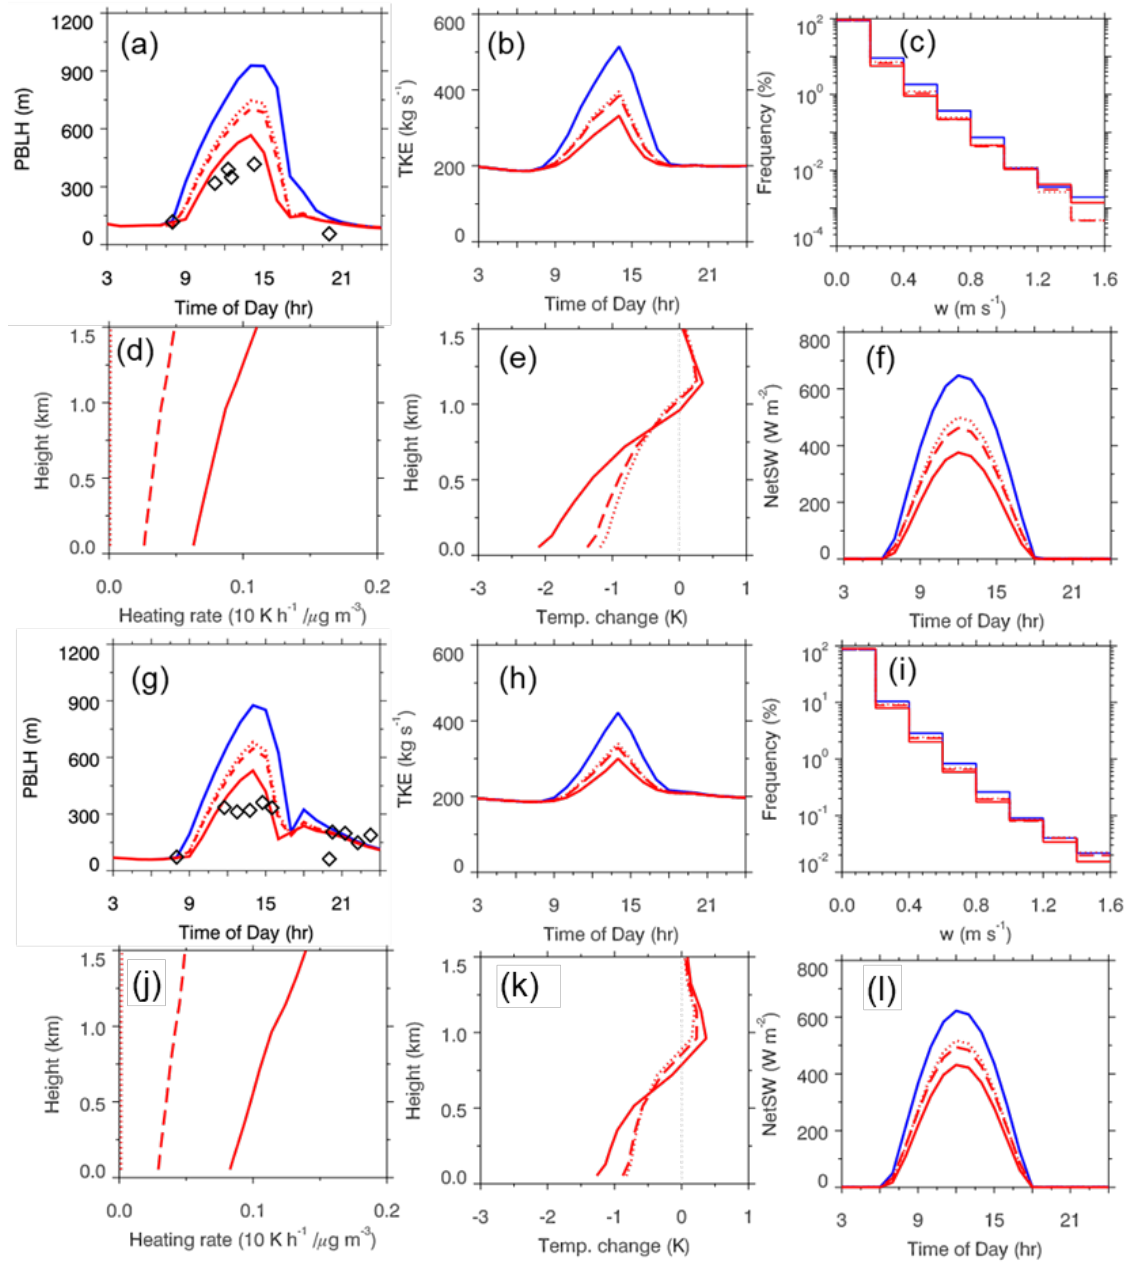 (a)
1200
900
600
300
0
PBLH (m)
3 9 15 21
Time of Day (hr)
(b)
600
400
200
0
TKE (kg s⁻¹)
3 9 15 21
Time of Day (hr)
(c)
10²
10⁰
10⁻²
10⁻⁴
Frequency (%)
0.0 0.4 0.8 1.2 1.6
w (m s⁻¹)
(d)
1.5
1.0
0.5
0.0
Height (km)
0.0 0.1 0.2
Heating rate (10 K h⁻¹ /μg m⁻³)
(e)
1.5
1.0
0.5
0.0
Height (km)
-3 -2 -1 0 1
Temp. change (K)
(f)
800
600
400
200
0
NetSW (W m⁻²)
3 9 15 21
Time of Day (hr)
(g)
1200
900
600
300
0
PBLH (m)
3 9 15 21
Time of Day (hr)
(h)
600
400
200
0
TKE (kg s⁻¹)
3 9 15 21
Time of Day (hr)
(i)
10²
10¹
10⁰
10⁻¹
10⁻²
Frequency (%)
0.0 0.4 0.8 1.2 1.6
w (m s⁻¹)
(j)
1.5
1.0
0.5
0.0
Height (km)
0.0 0.1 0.2
Heating rate (10 K h⁻¹ /μg m⁻³)
(k)
1.5
1.0
0.5
0.0
Height (km)
-3 -2 -1 0 1
Temp. change (K)
(l)
800
600
400
200
0
NetSW (W m⁻²)
3 9 15 21
Time of Day (hr)